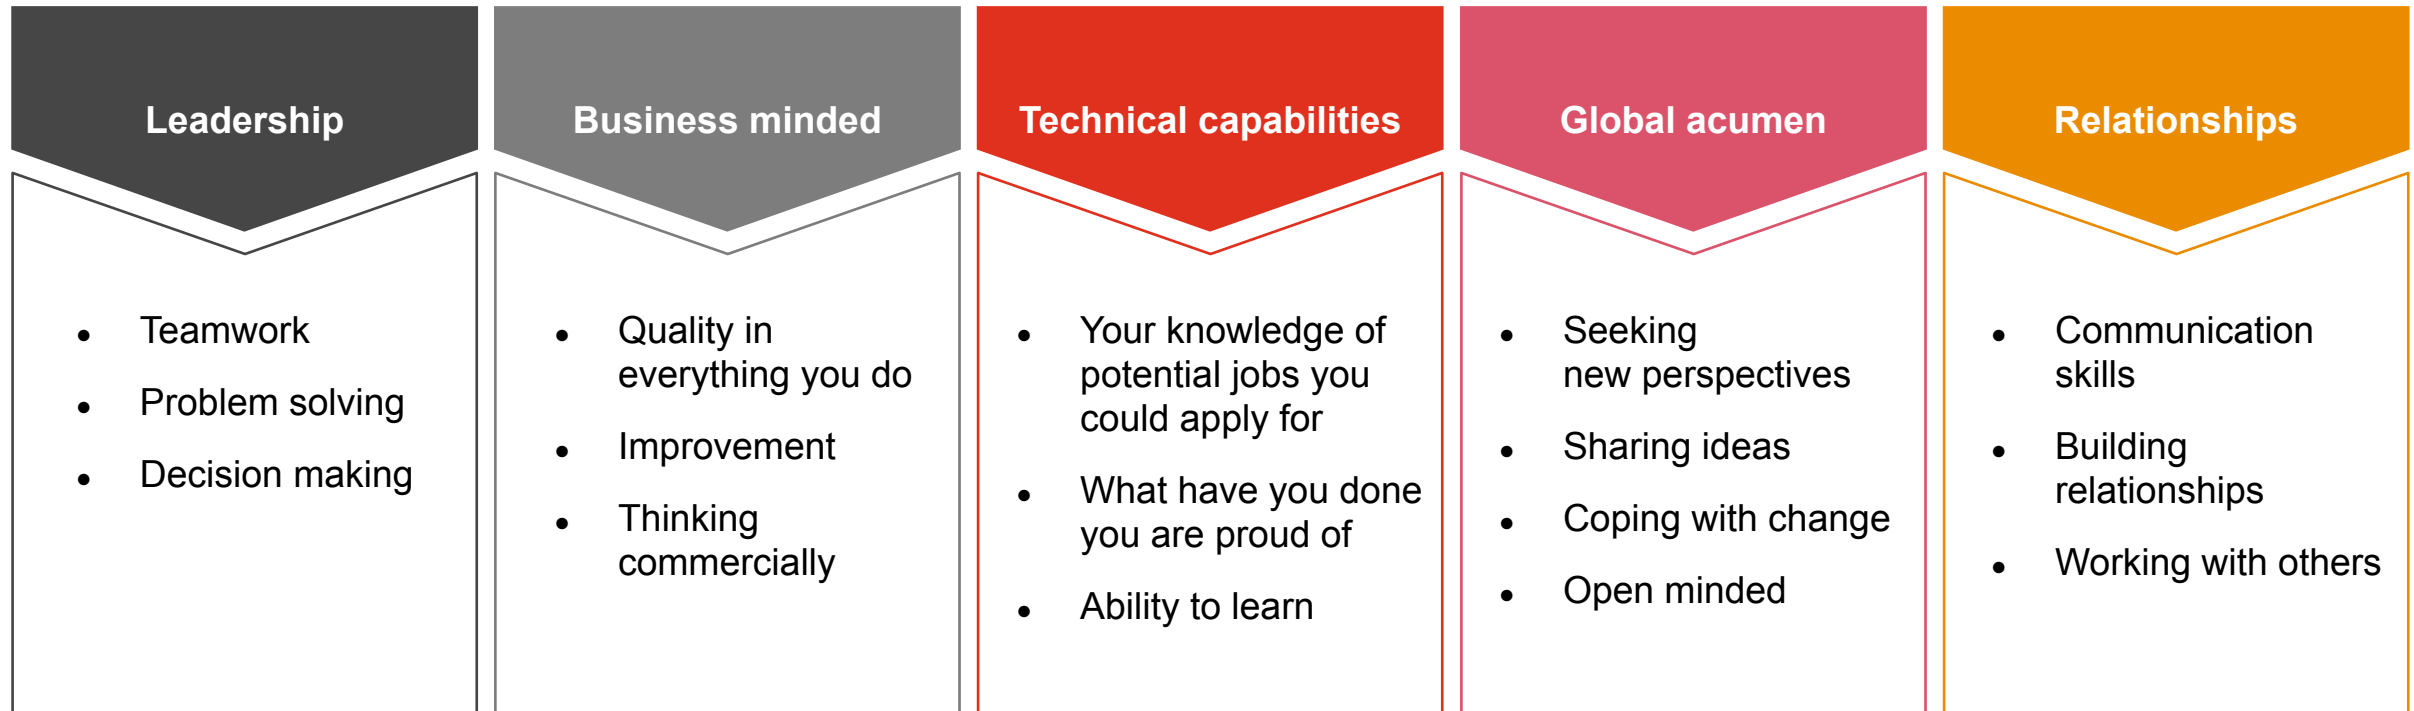 Leadership
• Teamwork
• Problem solving
• Decision making
Business minded
• Quality in
everything you do
• Improvement
• Thinking
commercially
Technical capabilities
• Your knowledge of
potential jobs you
could apply for
• What have you done
you are proud of
• Ability to learn
Global acumen
• Seeking
new perspectives
• Sharing ideas
• Coping with change
• Open minded
Relationships
• Communication
skills
• Building
relationships
• Working with others